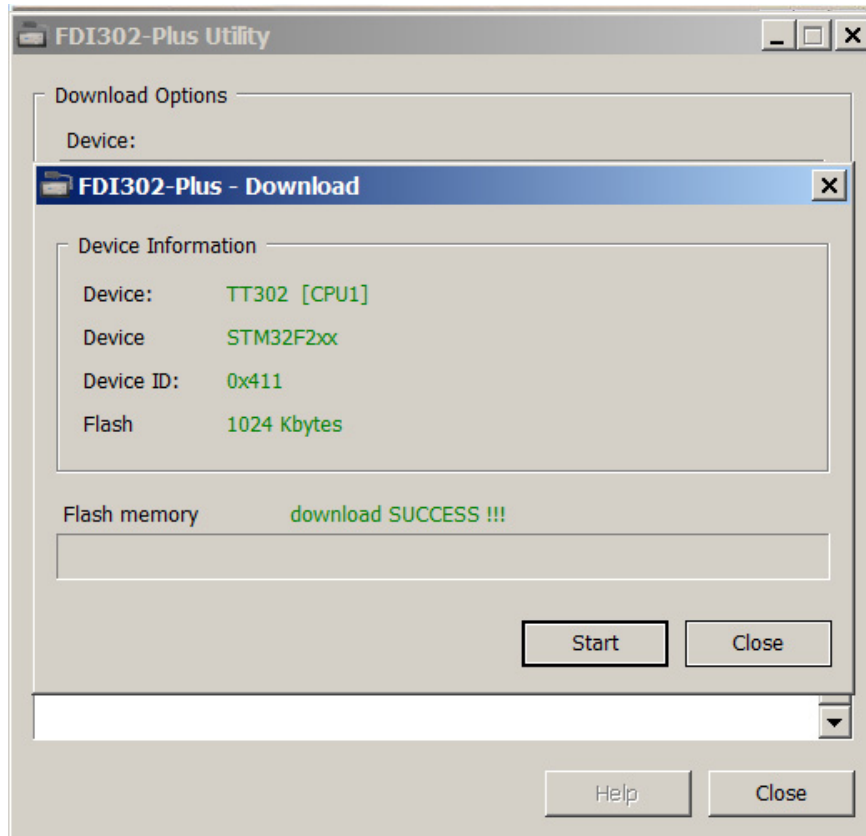 FDI302-Plus Utility
Download Options
Device:
FDI302-Plus - Download
Device Information
Device: TT302 [CPU1]
Device STM32F2xx
Device ID: 0x411
Flash 1024 Kbytes
Flash memory download SUCCESS !!!
Start Close
Help Close